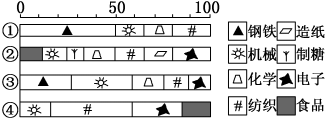 0 50 100
① # 钢铁 造纸
② # 机械 制糖
③ # 化学 电子
④ # # 纺织 食品